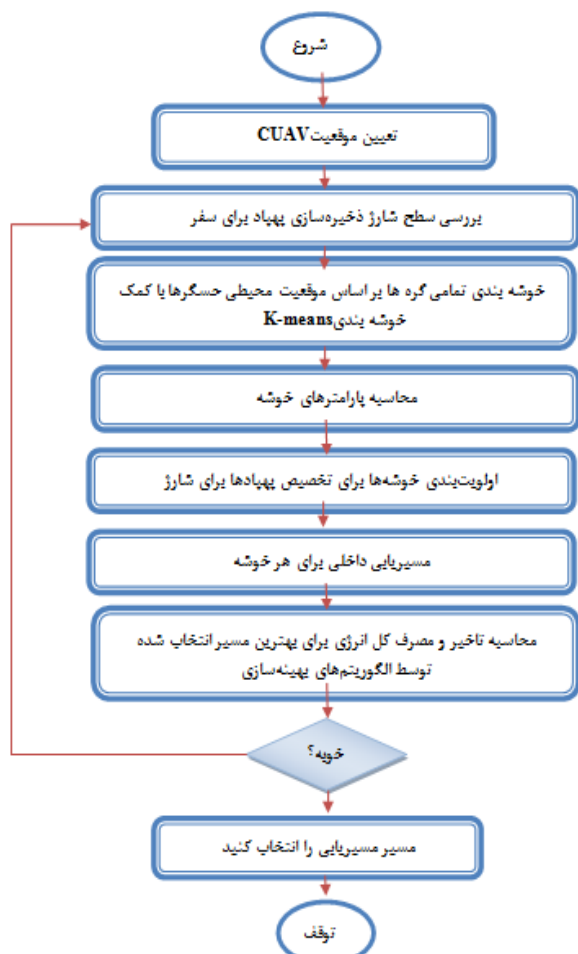 شروع
تعیین موقعیت CUAV
بررسی سطح شارژ ذخیره‌سازی پهپاد برای سفر
خوشه بندی تمامی گره ها بر اساس موقعیت محیطی حسگرها با کمک
خوشه بندی K-means
محاسبه پارامترهای خوشه
اولویت‌بندی خوشه‌ها برای تخصیص پهپادها برای شارژ
مسیریابی داخلی برای هر خوشه
محاسبه تاخیر و مصرف کل انرژی برای بهترین مسیر انتخاب شده
توسط الگوریتم‌های بهینه‌سازی
خوبه؟
مسیر مسیریابی را انتخاب کنید
توقف